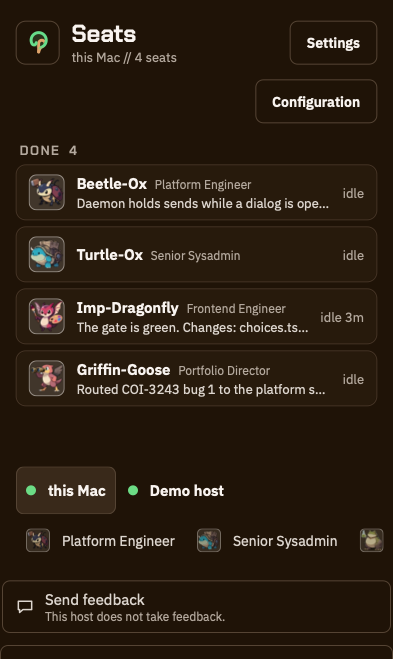 Seats
this Mac // 4 seats
Settings
Configuration
DONE 4
Beetle-Ox Platform Engineer
Daemon holds sends while a dialog is ope...
idle
Turtle-Ox Senior Sysadmin
idle
Imp-Dragonfly Frontend Engineer
The gate is green. Changes: choices.ts...
idle 3m
Griffin-Goose Portfolio Director
Routed COI-3243 bug 1 to the platform s...
idle
this Mac Demo host
Platform Engineer Senior Sysadmin
Send feedback
This host does not take feedback.